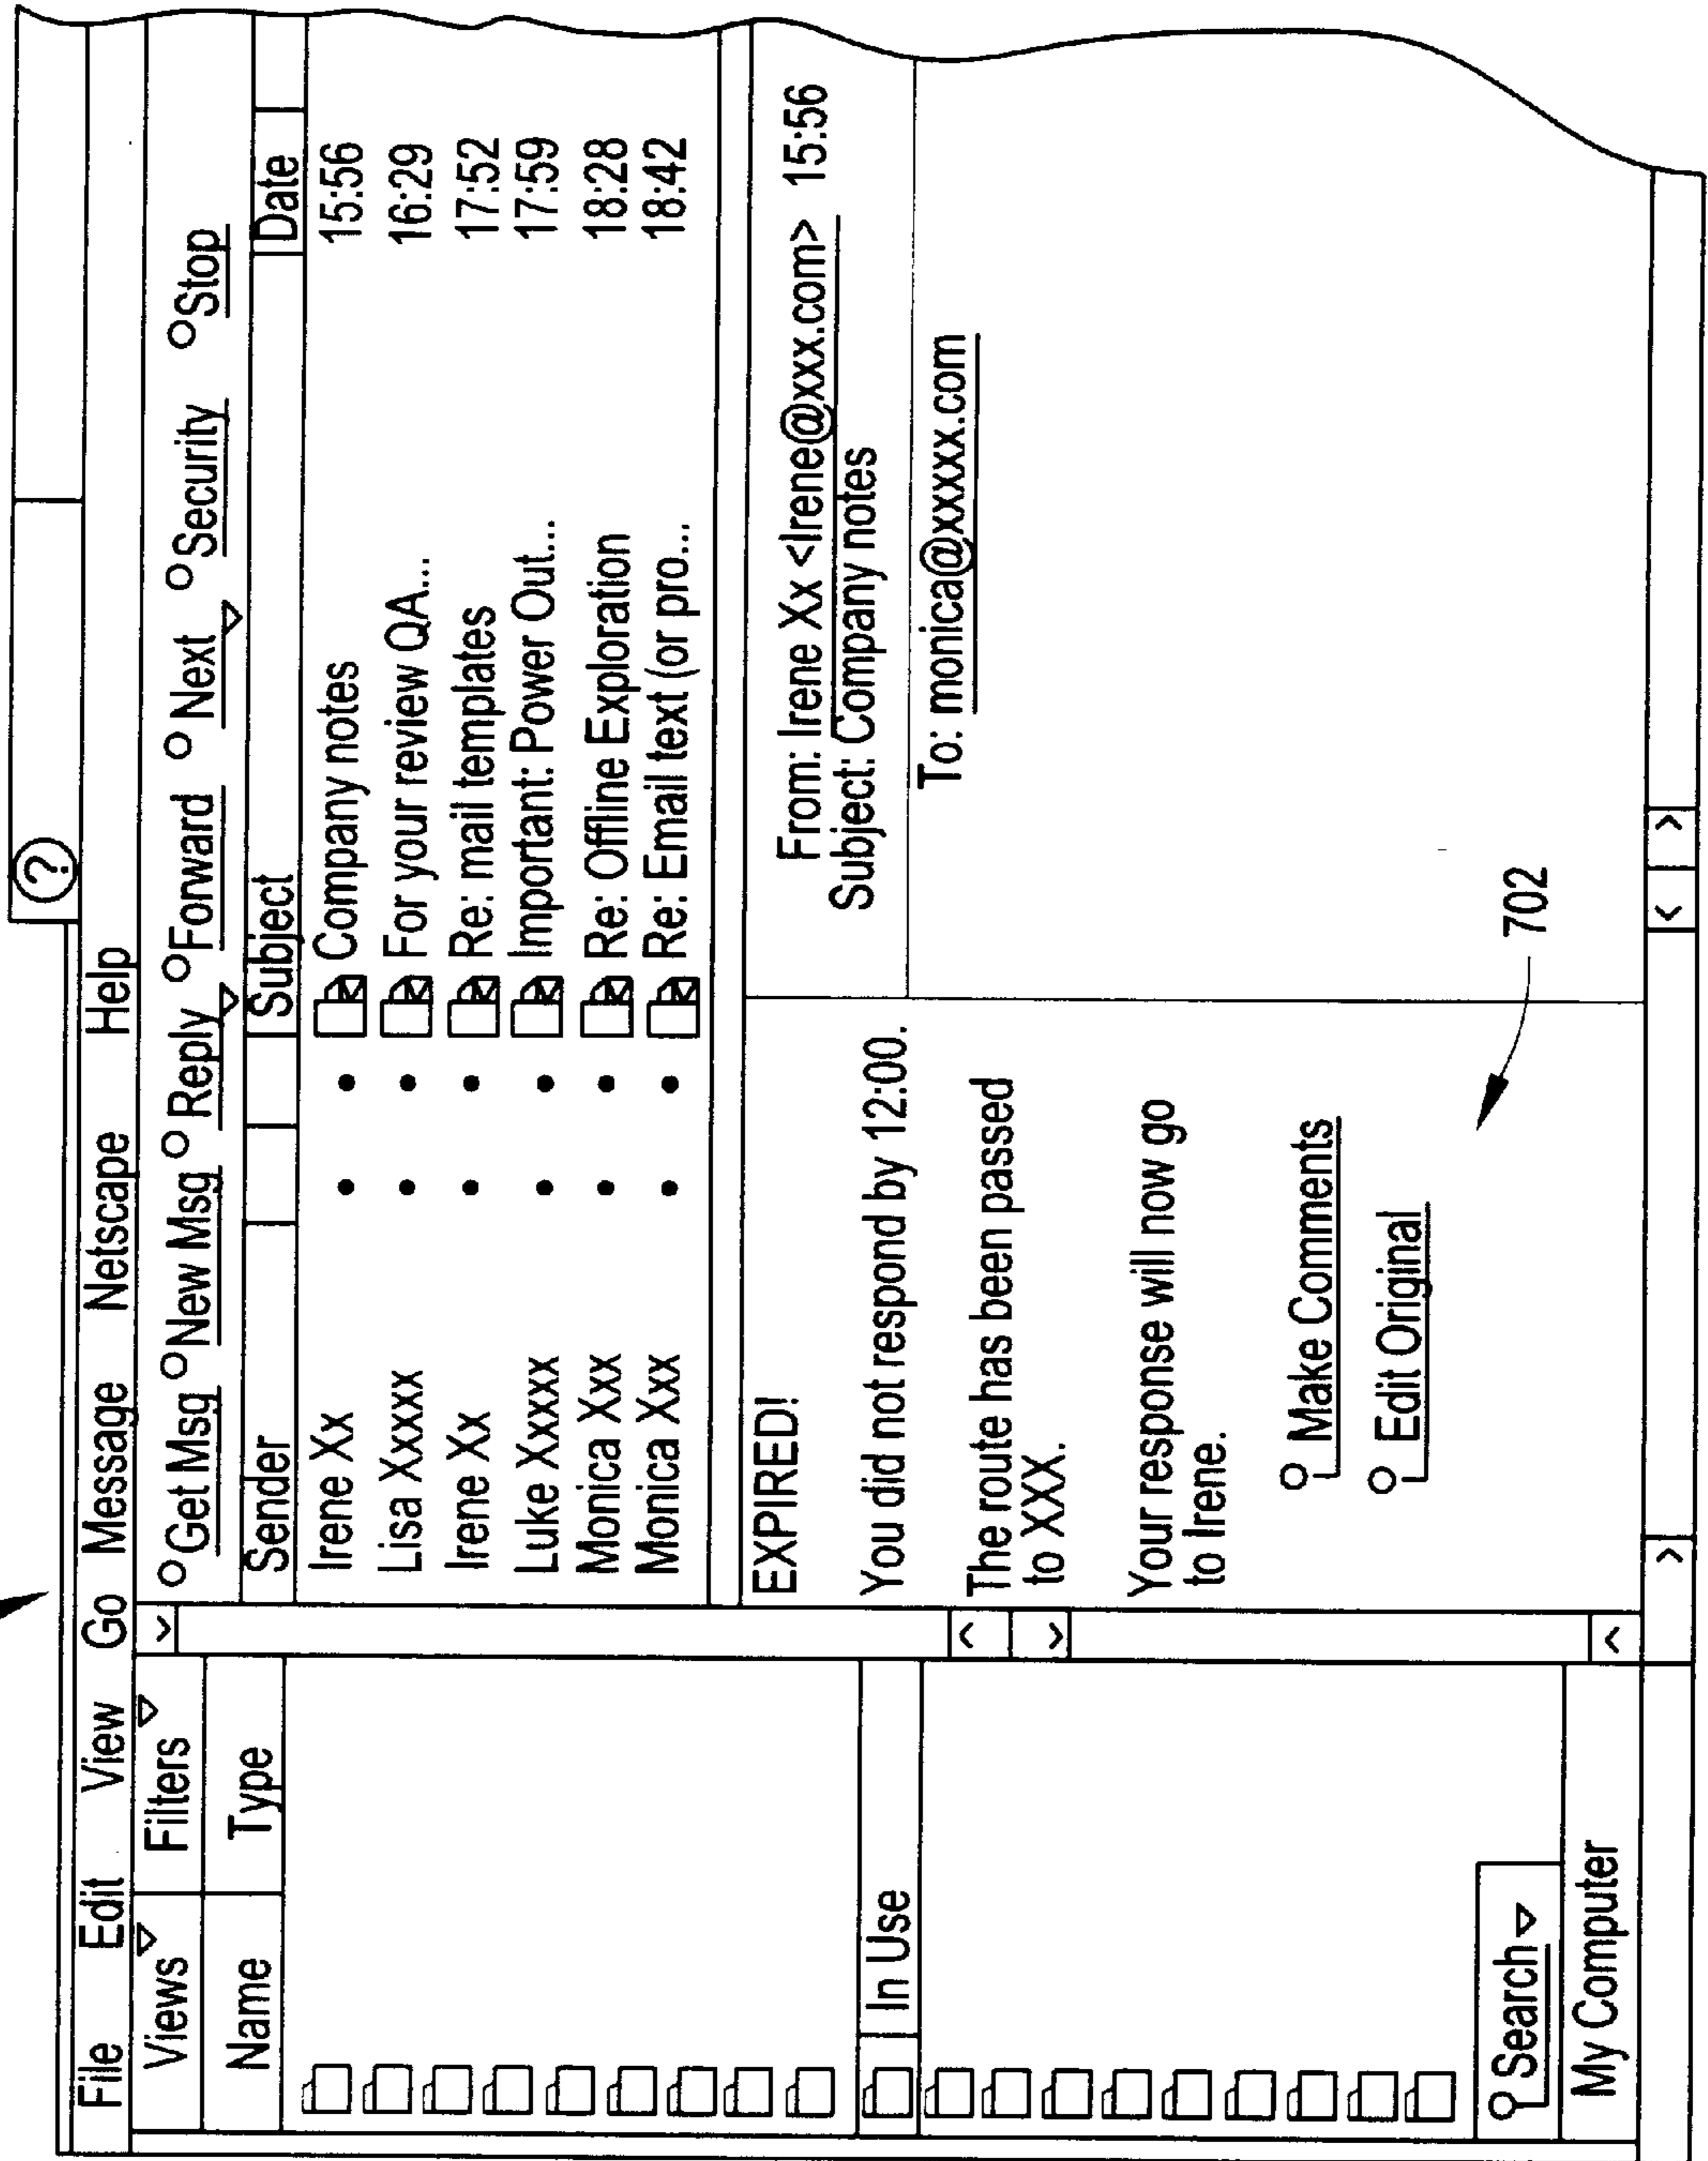 ?
File Edit View Go Message Netscape Help
Views Filters
Name Type
In Use
Search
My Computer
Get Msg New Msg Reply Forward Next Security Stop
Sender Subject Date
Irene Xx Company notes 15:56
Lisa Xxxxx For your review QA... 16:29
Irene Xx Re: mail templates 17:52
Luke Xxxxx Important: Power Out... 17:59
Monica Xxx Re: Offline Exploration 18:28
Monica Xxx Re: Email text (or pro... 18:42
EXPIRED!
You did not respond by 12:00.
The route has been passed
to XXX.
Your response will now go
to Irene.
Make Comments
Edit Original
From: Irene Xx <Irene@xxx.com> 15:56
Subject: Company notes
To: monica@xxxxx.com
702